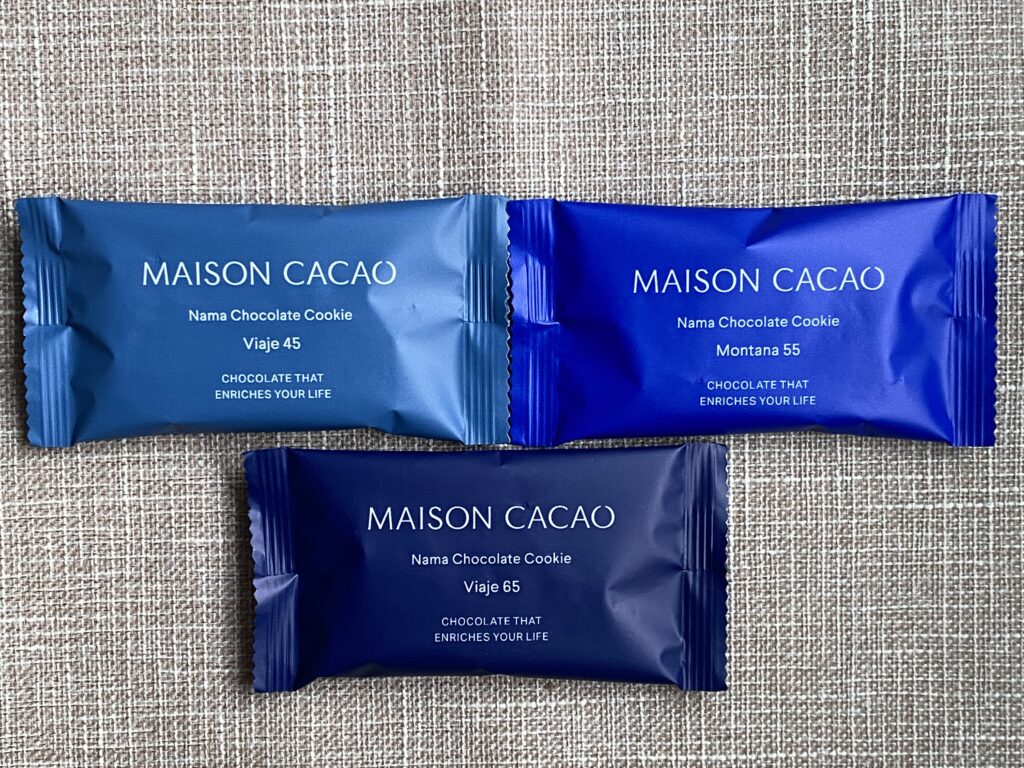 MAISON CACAO
Nama Chocolate Cookie
Viaje 45
CHOCOLATE THAT
ENRICHES YOUR LIFE
MAISON CACAO
Nama Chocolate Cookie
Montana 55
CHOCOLATE THAT
ENRICHES YOUR LIFE
MAISON CACAO
Nama Chocolate Cookie
Viaje 65
CHOCOLATE THAT
ENRICHES YOUR LIFE